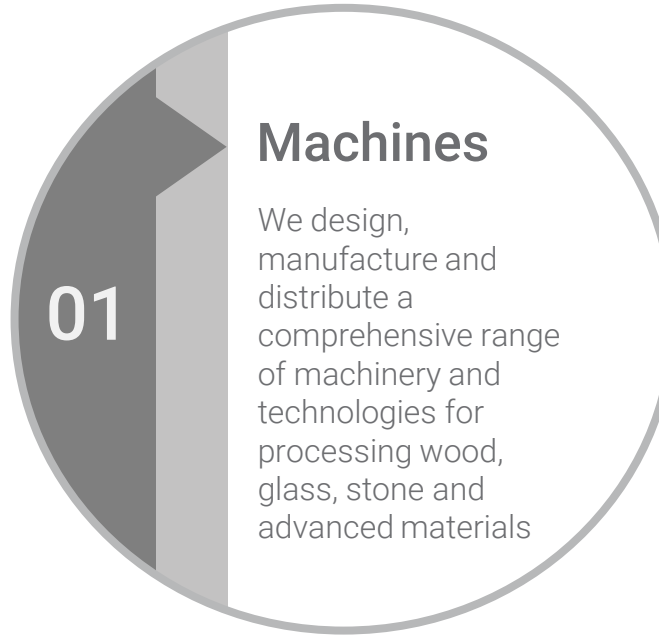 01
Machines
We design,
manufacture and
distribute a
comprehensive range
of machinery and
technologies for
processing wood,
glass, stone and
advanced materials